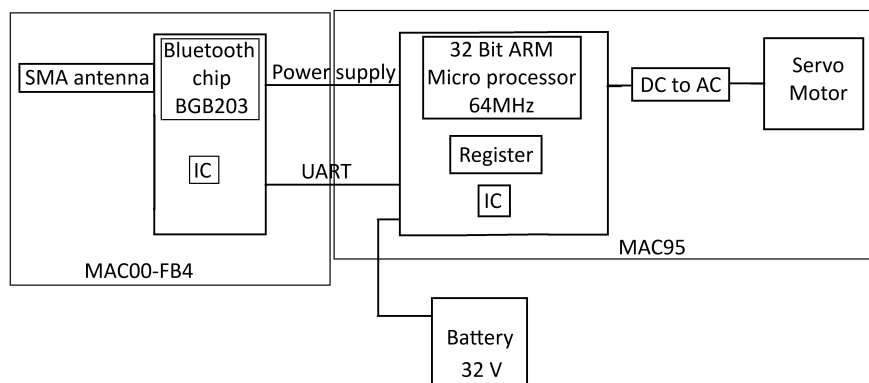 SMA antenna
Bluetooth
chip
BGB203
IC
MAC00-FB4
Power supply
UART
32 Bit ARM
Micro processor
64MHz
Register
IC
DC to AC
Servo
Motor
MAC95
Battery
32 V